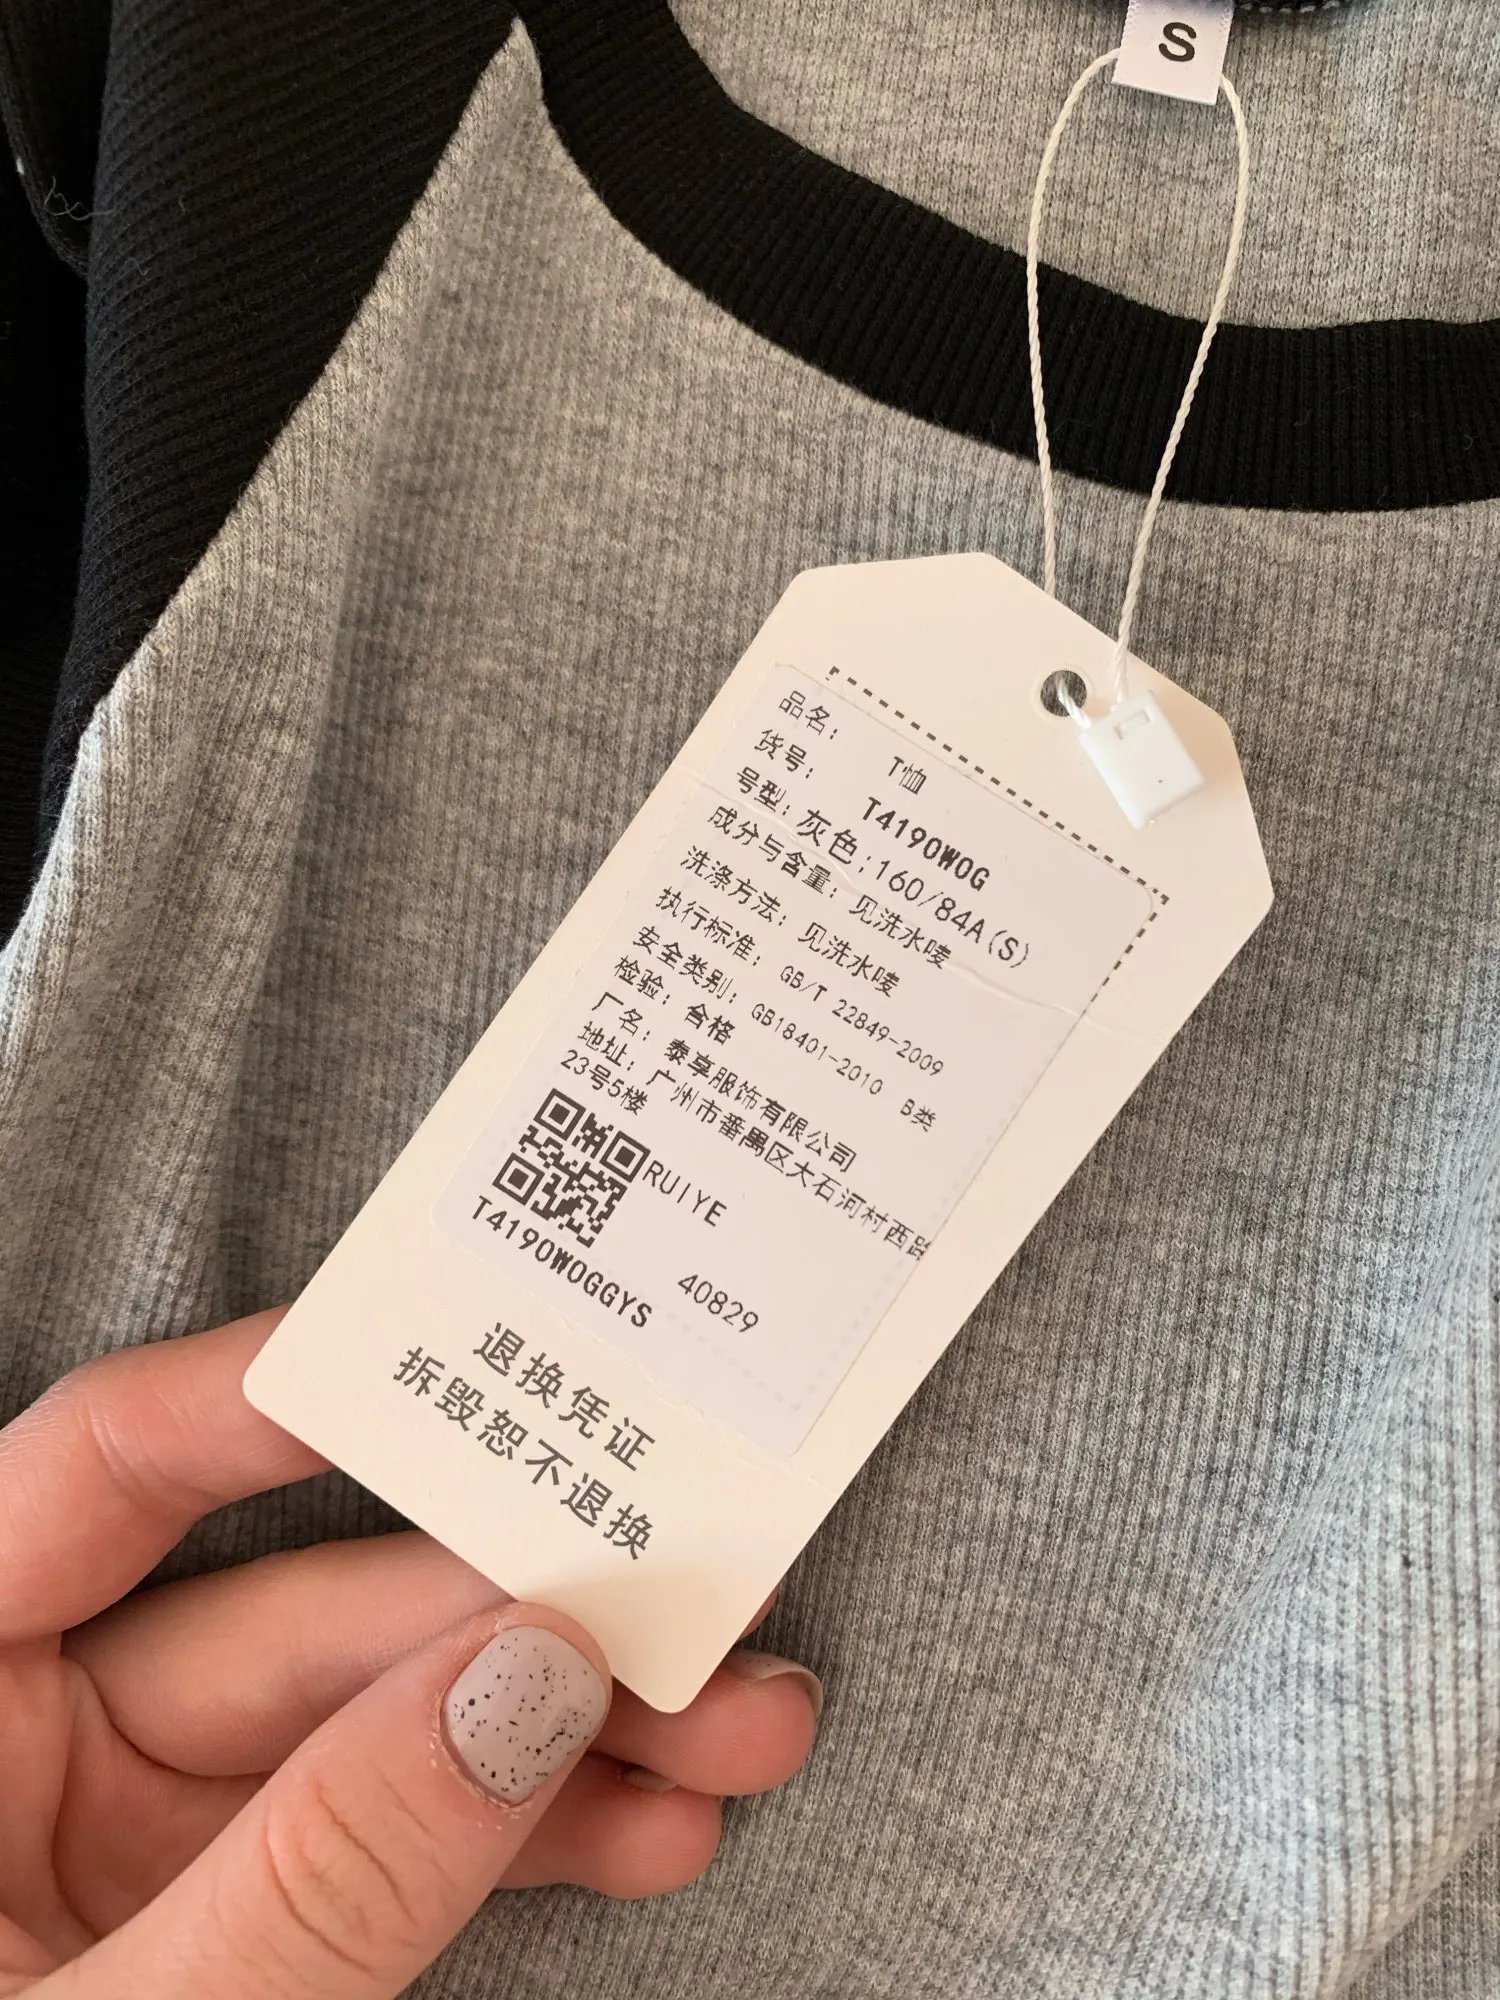 S
品名: T恤
货号: T4190W0G
号型: 灰色;160/84A(S)
成分与含量: 见洗水唛
洗涤方法: 见洗水唛
执行标准: GB/T 22849-2009
安全类别: GB18401-2010 B类
检验: 合格
厂名: 泰享服饰有限公司
地址: 广州市番禺区大石河村西路
23号5楼
RUIYE
T4190W0GGYS 40829
退换凭证
拆毁恕不退换